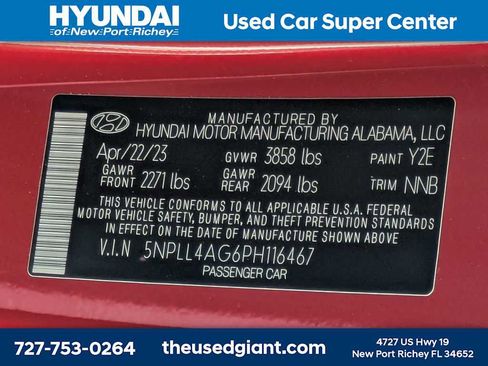 HYUNDAI
of New Port Richey
Used Car Super Center
MANUFACTURED BY
HYUNDAI MOTOR MANUFACTURING ALABAMA, LLC
Apr/22/23 GVWR 3858 lbs PAINT Y2E
GAWR FRONT 2271 lbs GAWR REAR 2094 lbs TRIM NNB
THIS VEHICLE CONFORMS TO ALL APPLICABLE U.S.A. FEDERAL
MOTOR VEHICLE SAFETY, BUMPER, AND THEFT PREVENTION STANDARDS
IN EFFECT ON THE DATE OF MANUFACTURE SHOWN ABOVE
V.I.N 5NPLL4AG6PH116467
PASSENGER CAR
727-753-0264
theusedgiant.com
4727 US Hwy 19
New Port Richey FL 34652